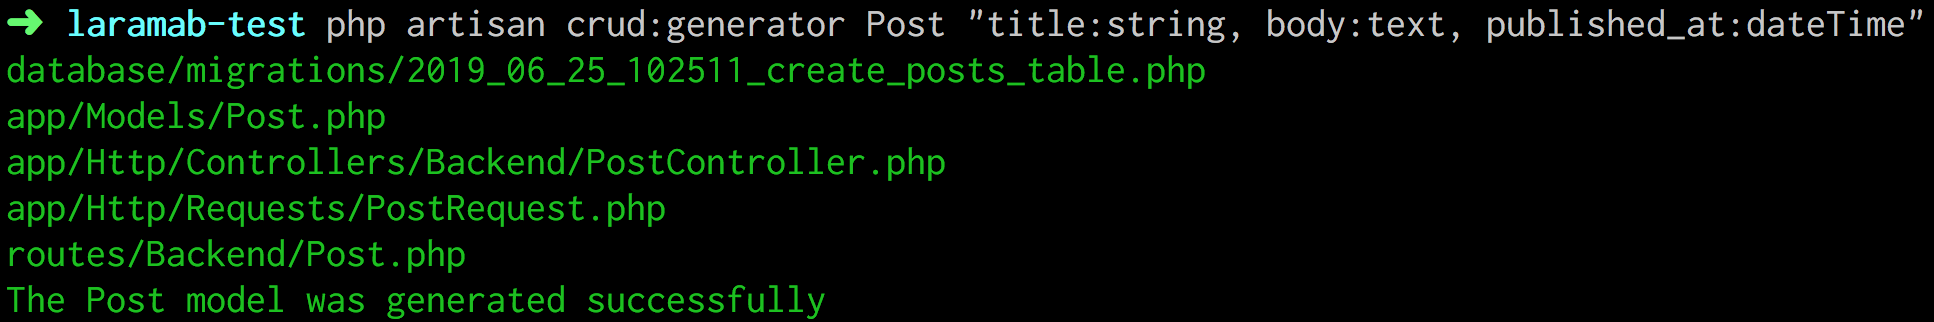 ➜ laramab-test php artisan crud:generator Post "title:string, body:text, published_at:dateTime"
database/migrations/2019_06_25_102511_create_posts_table.php
app/Models/Post.php
app/Http/Controllers/Backend/PostController.php
app/Http/Requests/PostRequest.php
routes/Backend/Post.php
The Post model was generated successfully